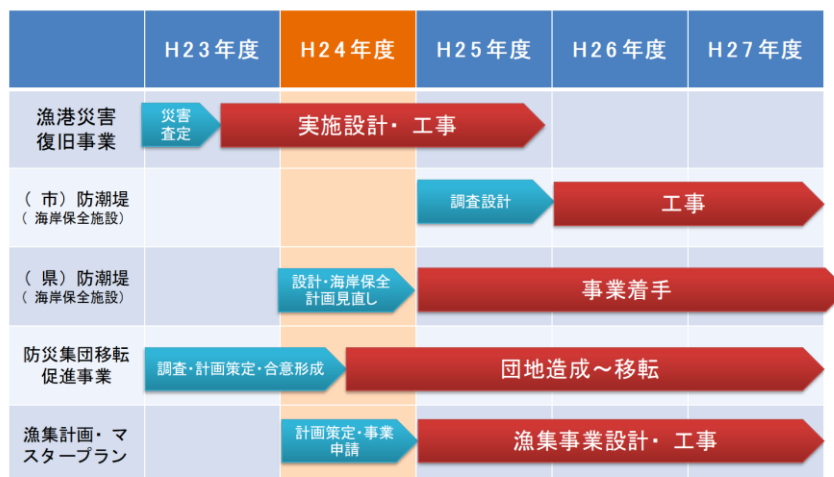 H23年度 H24年度 H25年度 H26年度 H27年度
漁港災害
復旧事業
災害
査定
実施設計・ 工事
( 市) 防潮堤
( 海岸保全施設)
調査設計
工事
( 県) 防潮堤
( 海岸保全施設)
設計・海岸保全
計画見直し
事業着手
防災集団移転
促進事業
調査・計画策定・合意形成
団地造成～移転
漁集計画・ マ
スタープラン
計画策定・事業
申請
漁集事業設計・ 工事